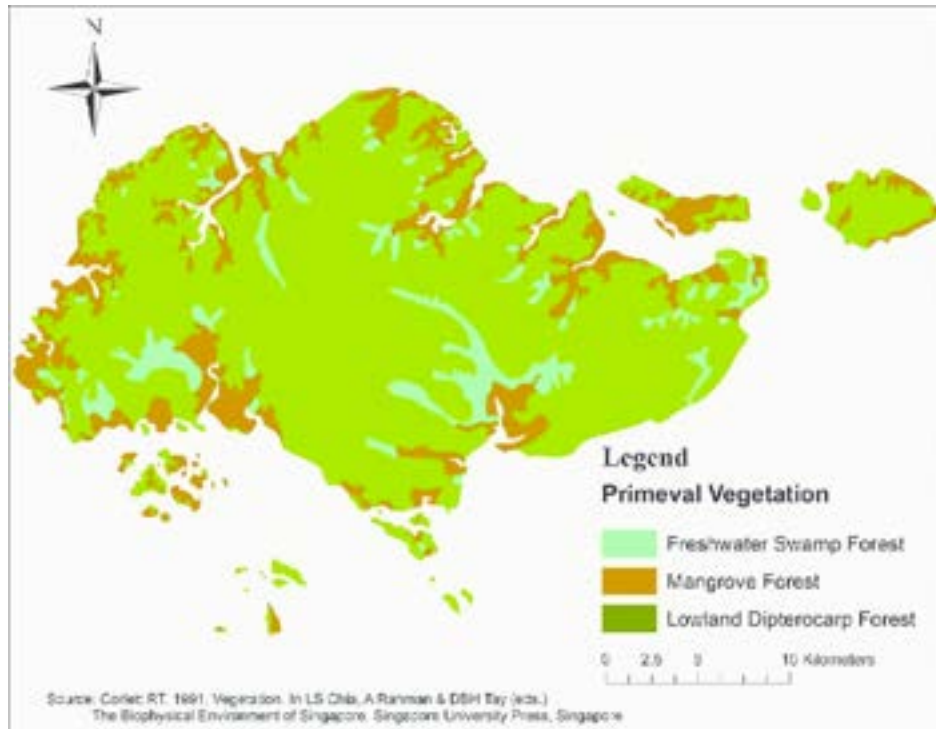 N
Legend
Primeval Vegetation
Freshwater Swamp Forest
Mangrove Forest
Lowland Dipterocarp Forest
0 2.5 5 10 Kilometers
Source: Corlett RT. 1991. Vegetation. In LS Chia, A Rahman & DBH Tay (eds.)
The Biophysical Environment of Singapore. Singapore University Press, Singapore